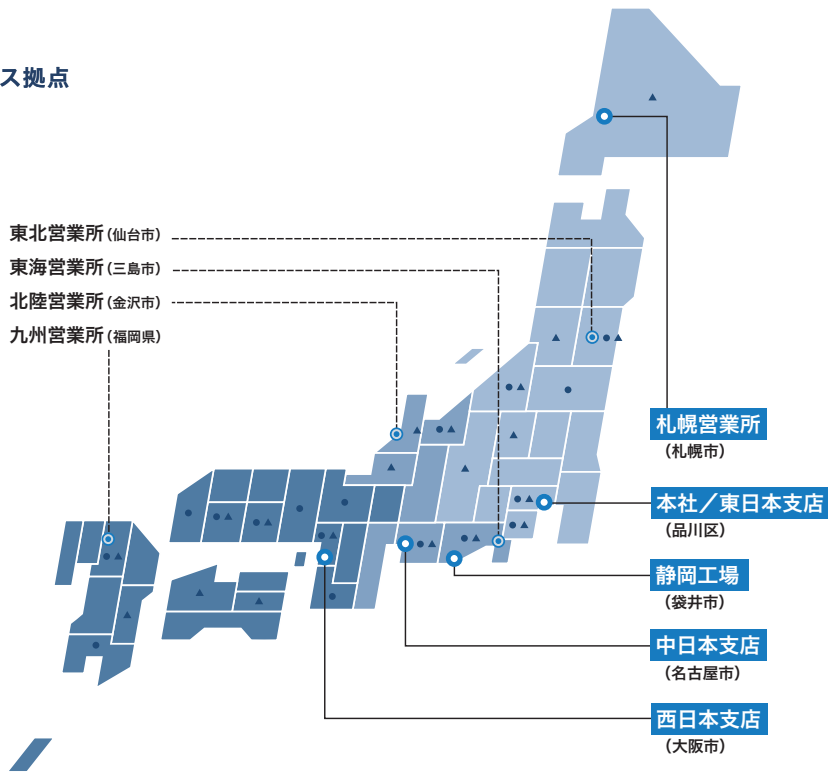 ス拠点
東北営業所(仙台市)
東海営業所(三島市)
北陸営業所(金沢市)
九州営業所(福岡県)
札幌営業所
(札幌市)
本社／東日本支店
(品川区)
静岡工場
(袋井市)
中日本支店
(名古屋市)
西日本支店
(大阪市)